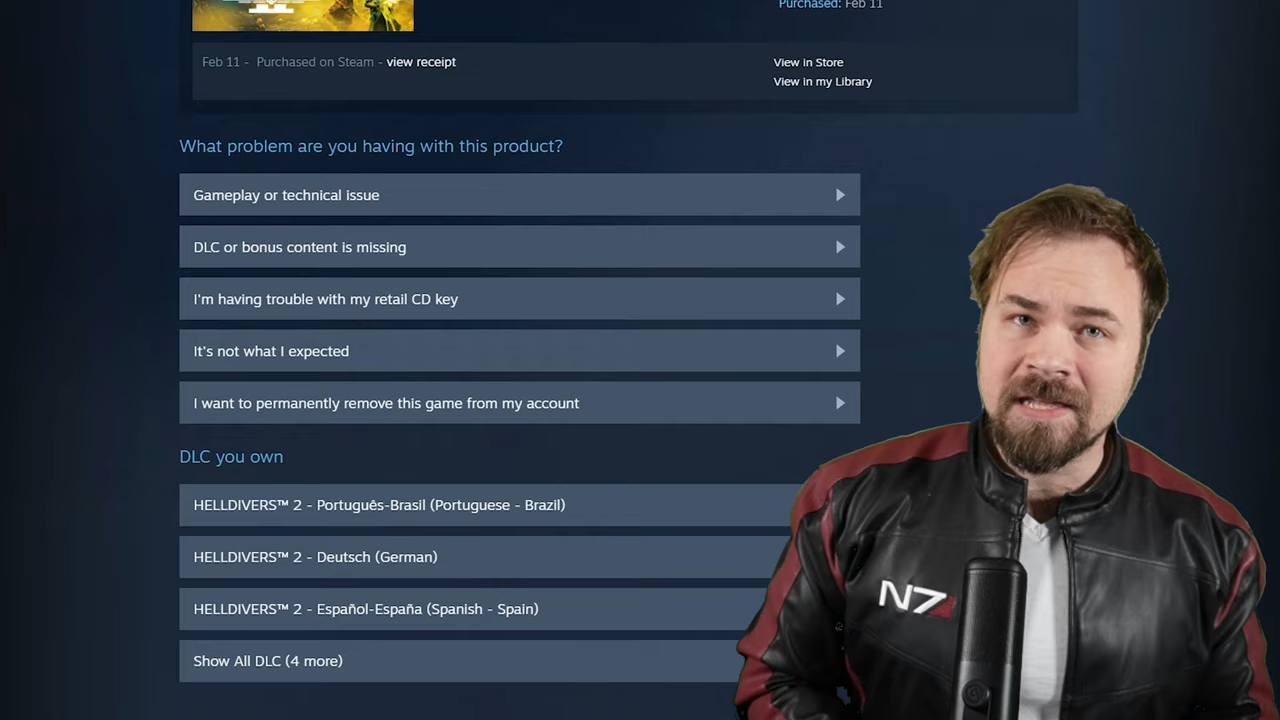 Purchased: Feb 11
Feb 11 - Purchased on Steam - view receipt
View in Store
View in my Library
What problem are you having with this product?
Gameplay or technical issue
DLC or bonus content is missing
I'm having trouble with my retail CD key
It's not what I expected
I want to permanently remove this game from my account
DLC you own
HELLDIVERS™ 2 - Português-Brasil (Portuguese - Brazil)
HELLDIVERS™ 2 - Deutsch (German)
HELLDIVERS™ 2 - Español-España (Spanish - Spain)
Show All DLC (4 more)
N7